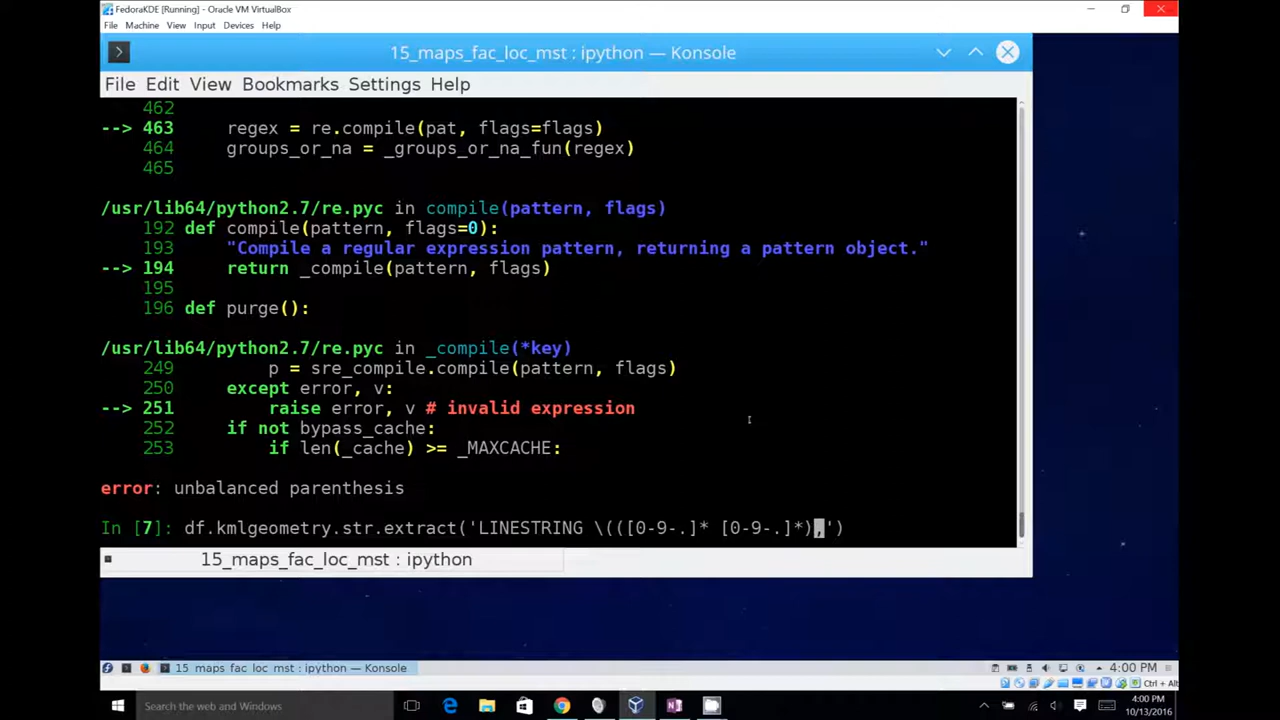 FedoraKDE [Running] - Oracle VM VirtualBox
File Machine View Input Devices Help
15_maps_fac_loc_mst : ipython — Konsole
File Edit View Bookmarks Settings Help
462
--> 463 regex = re.compile(pat, flags=flags)
464 groups_or_na = _groups_or_na_fun(regex)
465
/usr/lib64/python2.7/re.pyc in compile(pattern, flags)
192 def compile(pattern, flags=0):
193 "Compile a regular expression pattern, returning a pattern object."
--> 194 return _compile(pattern, flags)
195
196 def purge():
/usr/lib64/python2.7/re.pyc in _compile(*key)
249 p = sre_compile.compile(pattern, flags)
250 except error, v:
--> 251 raise error, v # invalid expression
252 if not bypass_cache:
253 if len(_cache) >= _MAXCACHE:
error: unbalanced parenthesis
In [7]: df.kmlgeometry.str.extract('LINESTRING \(([0-9-.]* [0-9-.]*),')
15_maps_fac_loc_mst : ipython
15_maps_fac_loc_mst : ipython — Konsole
4:00 PM
Ctrl + Alt
Search the web and Windows
4:00 PM
10/13/2016